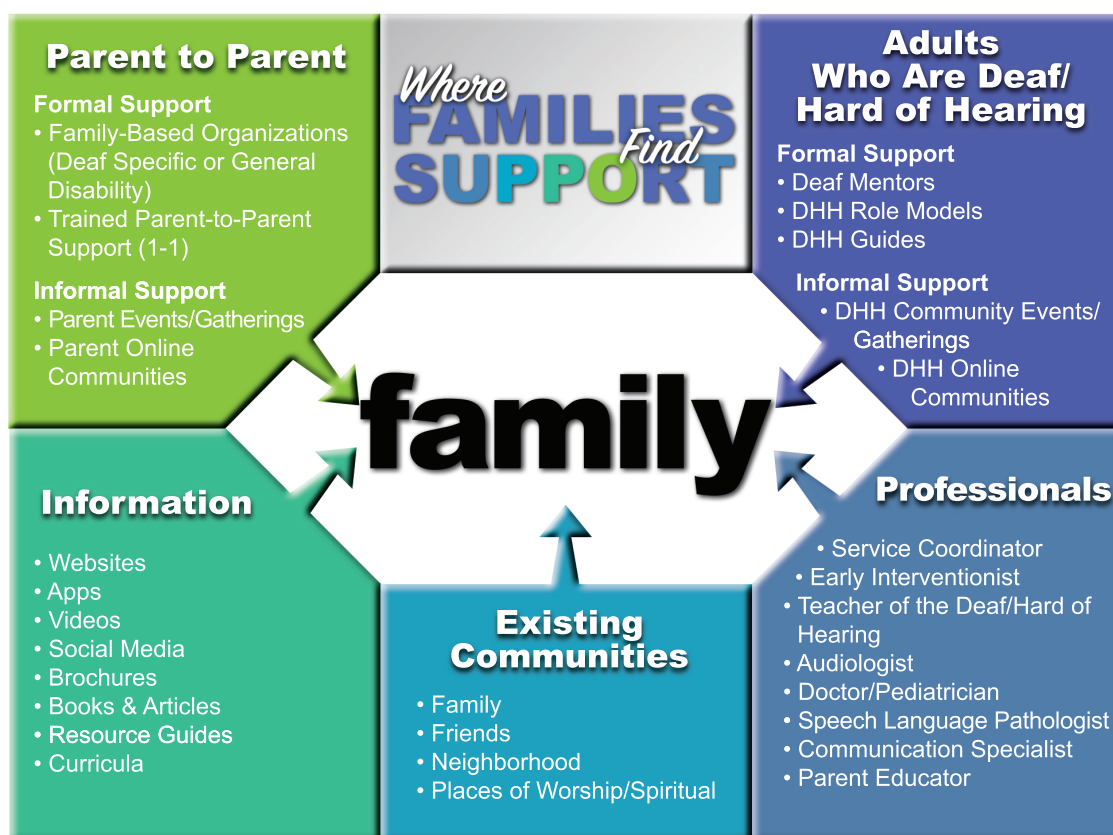 Parent to Parent
Formal Support
• Family-Based Organizations
(Deaf Specific or General
Disability)
• Trained Parent-to-Parent
Support (1-1)
Informal Support
• Parent Events/Gatherings
• Parent Online
Communities
Where
FAMILIES
Find
SUPPORT
Adults
Who Are Deaf/
Hard of Hearing
Formal Support
• Deaf Mentors
• DHH Role Models
• DHH Guides
Informal Support
• DHH Community Events/
Gatherings
• DHH Online
Communities
family
Information
• Websites
• Apps
• Videos
• Social Media
• Brochures
• Books & Articles
• Resource Guides
• Curricula
Existing
Communities
• Family
• Friends
• Neighborhood
• Places of Worship/Spiritual
Professionals
• Service Coordinator
• Early Interventionist
• Teacher of the Deaf/Hard of
Hearing
• Audiologist
• Doctor/Pediatrician
• Speech Language Pathologist
• Communication Specialist
• Parent Educator